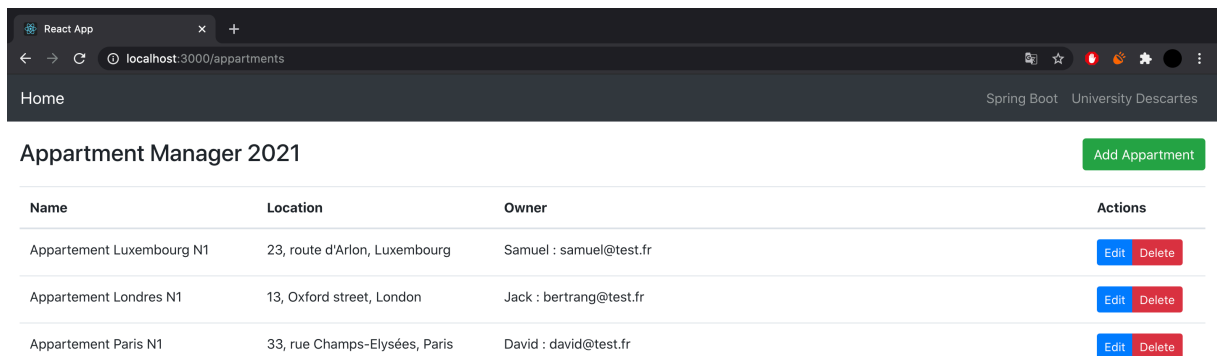 React App
localhost:3000/appartments
Home Spring Boot University Descartes
Appartment Manager 2021 Add Appartment
Name Location Owner Actions
Appartement Luxembourg N1 23, route d'Arlon, Luxembourg Samuel : samuel@test.fr Edit Delete
Appartement Londres N1 13, Oxford street, London Jack : bertrang@test.fr Edit Delete
Appartement Paris N1 33, rue Champs-Elysées, Paris David : david@test.fr Edit Delete